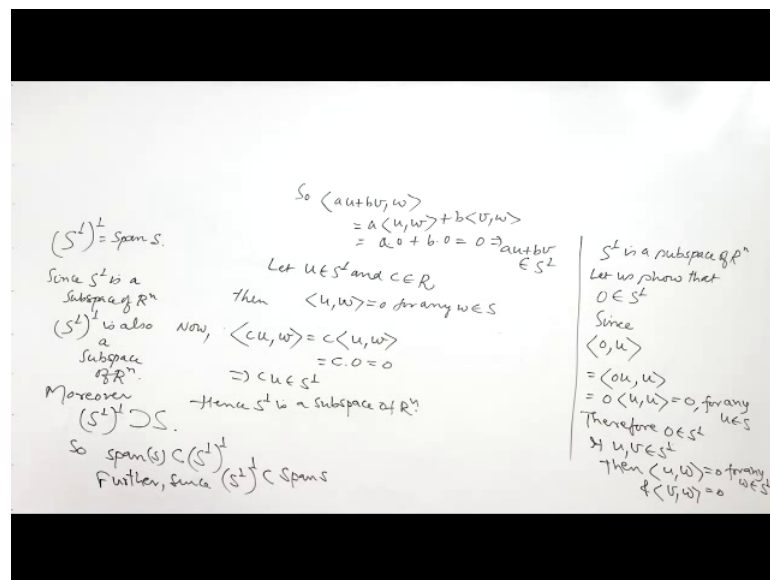 S⊥ is a subspace of Rⁿ
Let us show that
0 ∈ S⊥
Since
⟨0, u⟩
= ⟨0u, u⟩
= 0 ⟨u, u⟩ = 0, for any
u ∈ S
Therefore 0 ∈ S⊥
If u, v ∈ S⊥
Then ⟨u, w⟩ = 0 for any
w ∈ S⊥
& ⟨v, w⟩ = 0
So ⟨au+bv, w⟩
= a⟨u, w⟩ + b⟨v, w⟩
= a.0 + b.0 = 0 ⇒ au+bv
∈ S⊥
Let u ∈ S⊥ and c ∈ R
then ⟨u, w⟩ = 0 for any w ∈ S
Now, ⟨cu, w⟩ = c⟨u, w⟩
= c.0 = 0
⇒ cu ∈ S⊥
Hence S⊥ is a subspace of Rⁿ.
(S⊥)⊥ = span S.
Since S⊥ is a
subspace of Rⁿ
(S⊥)⊥ is also
a
subspace
of Rⁿ.
Moreover
(S⊥)⊥ ⊃ S.
So span(s) ⊂ (S⊥)⊥
Further, since (S⊥)⊥ ⊂ span S